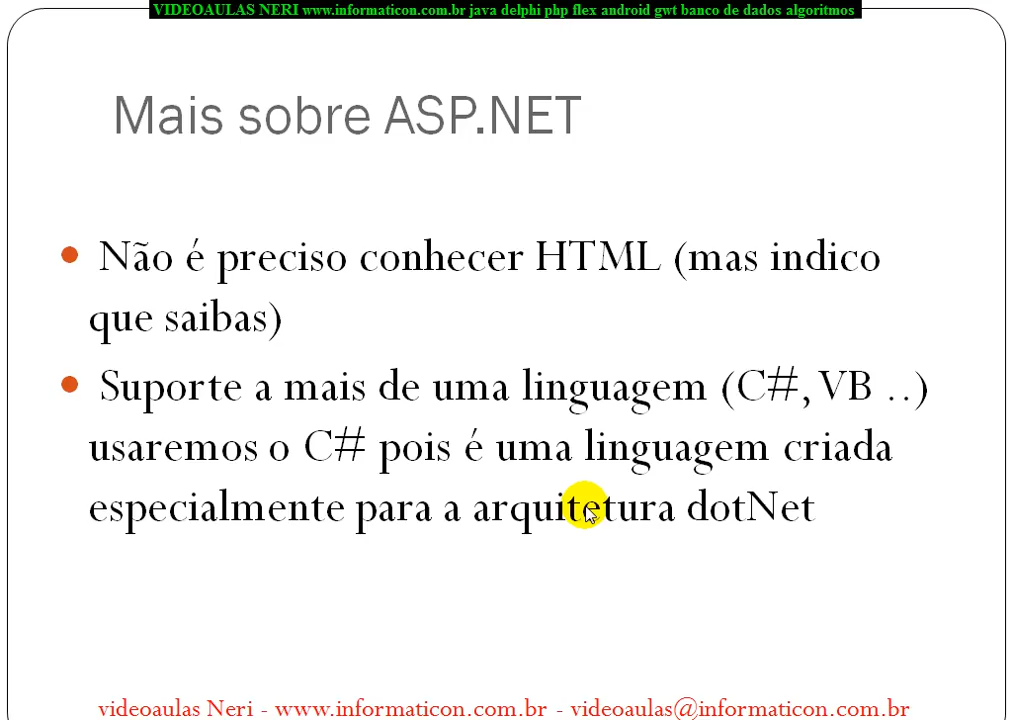 VIDEOAULAS NERI www.informaticon.com.br java delphi php flex android gwt banco de dados algoritmos
Mais sobre ASP.NET
Não é preciso conhecer HTML (mas indico
que saibas)
Suporte a mais de uma linguagem (C#, VB ..)
usaremos o C# pois é uma linguagem criada
especialmente para a arquitetura dotNet
videoaulas Neri - www.informaticon.com.br - videoaulas@informaticon.com.br